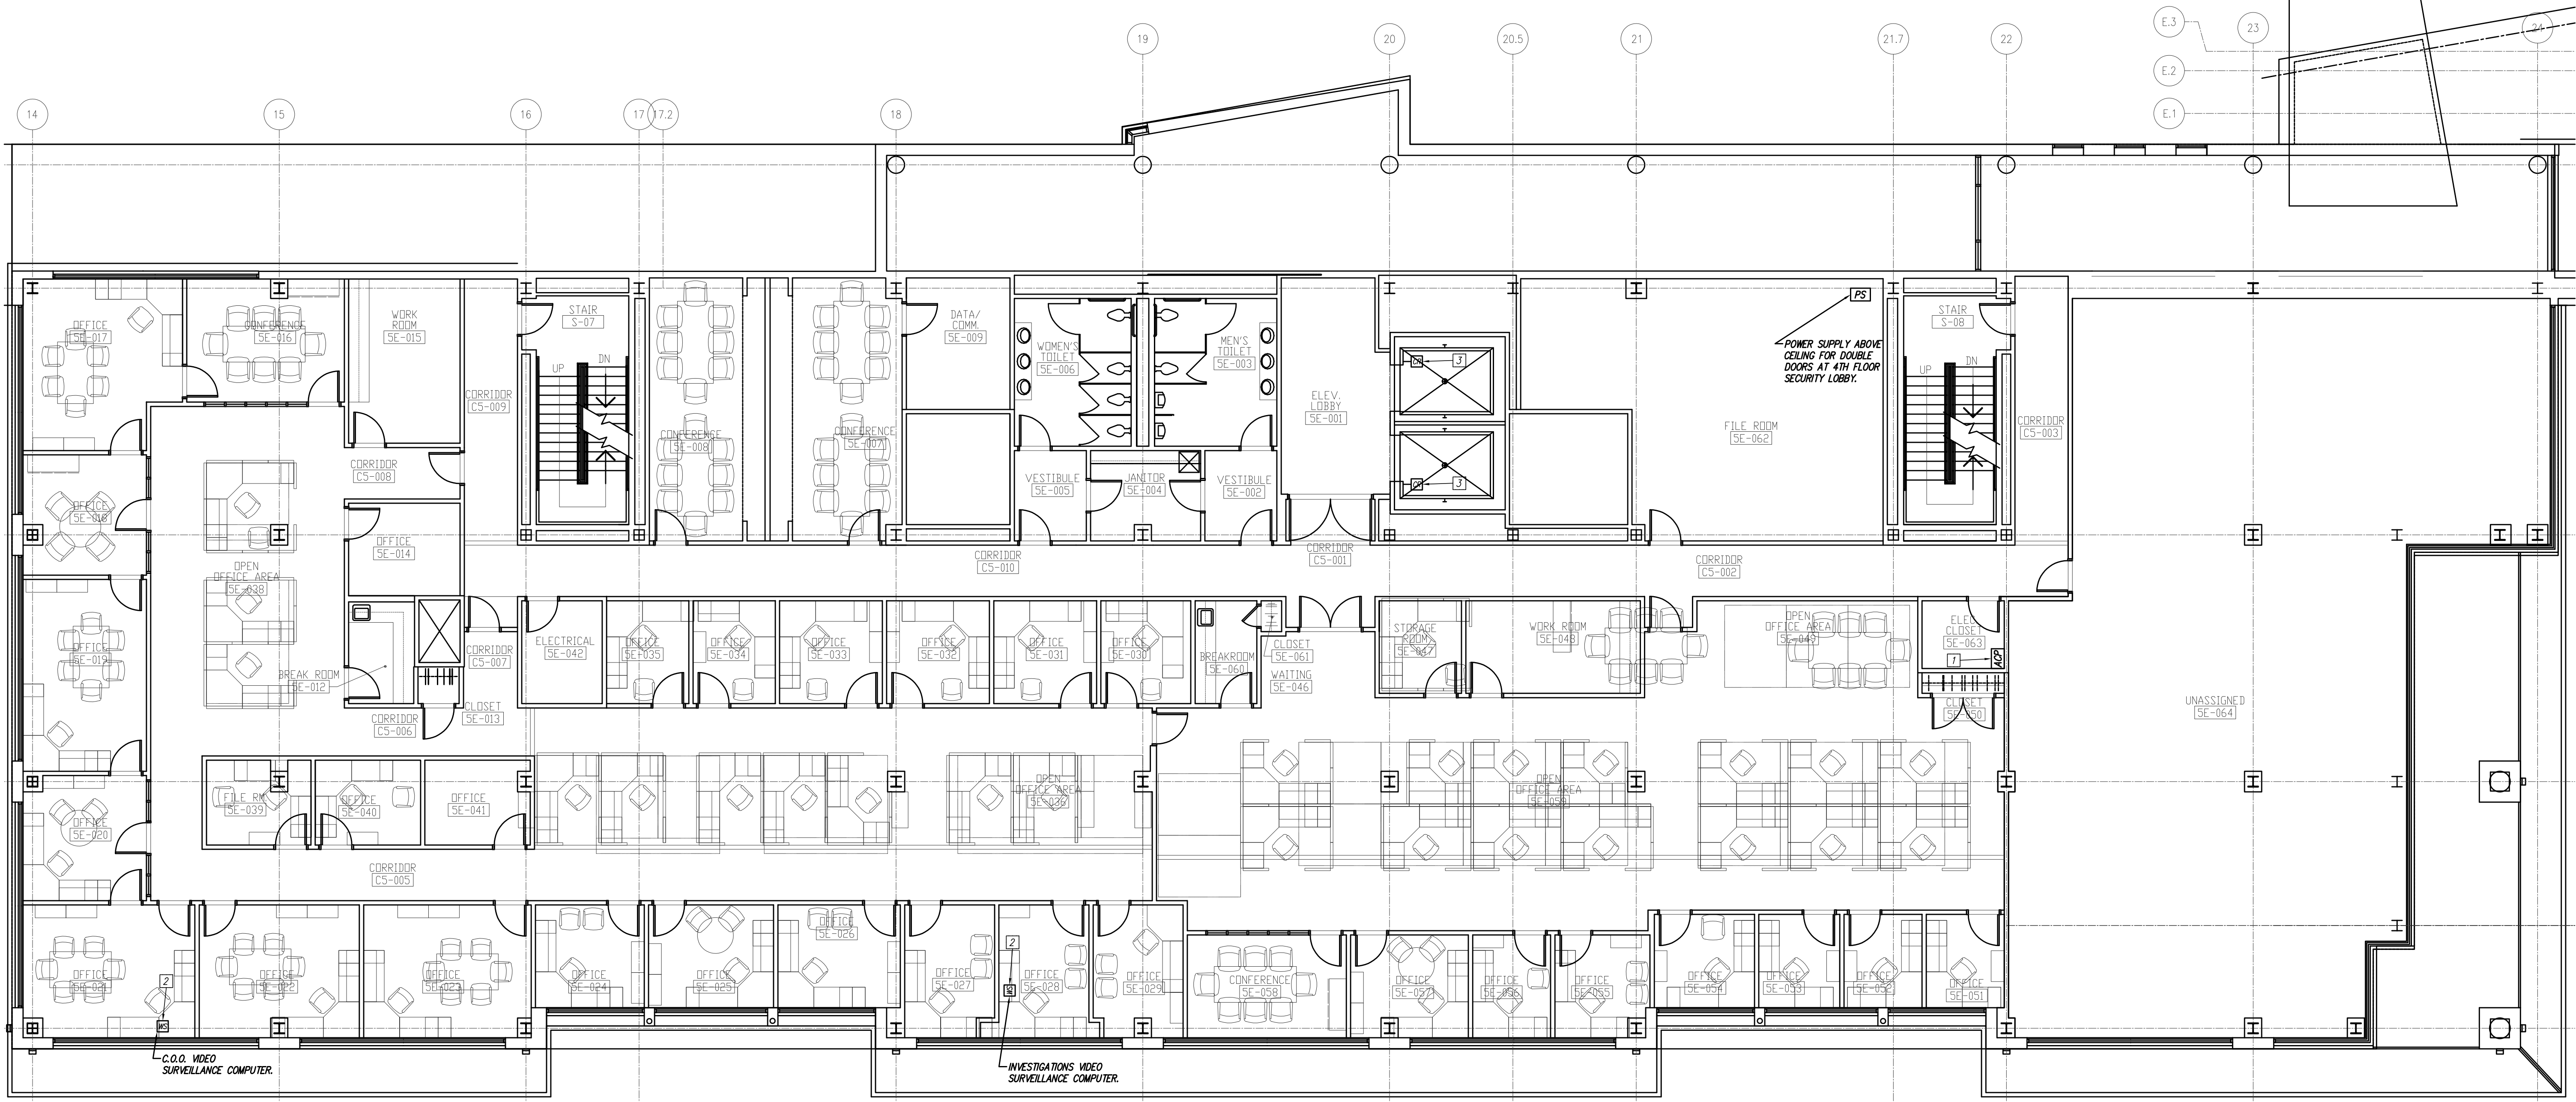 E.3
23
24
19
20
20.5
21
21.7
22
E.2
E.1
14
15
16
17
17.2
18
PS
STAIR
S-07
STAIR
S-08
DATA/
COMM.
5E-009
WORK
ROOM
5E-015
OFFICE
5E-017
CONFERENCE
5E-016
WOMEN'S
TOILET
5E-006
MEN'S
TOILET
5E-003
POWER SUPPLY ABOVE
CEILING FOR DOUBLE
DOORS AT 4TH FLOOR
SECURITY LOBBY.
UP
DN
CR
3
UP
DN
CORRIDOR
C5-009
ELEV.
LOBBY
5E-001
CONFERENCE
5E-008
CONFERENCE
5E-007
FILE ROOM
5E-062
CORRIDOR
C5-003
CORRIDOR
C5-008
VESTIBULE
5E-005
JANITOR
5E-004
VESTIBULE
5E-002
CR
3
OFFICE
5E-018
OFFICE
5E-014
CORRIDOR
C5-010
CORRIDOR
C5-001
CORRIDOR
C5-002
OPEN
OFFICE AREA
5E-038
OFFICE
5E-019
BREAK ROOM
5E-012
CORRIDOR
C5-007
ELECTRICAL
5E-042
OFFICE
5E-035
OFFICE
5E-034
OFFICE
5E-033
OFFICE
5E-032
OFFICE
5E-031
OFFICE
5E-030
BREAKROOM
5E-060
CLOSET
5E-061
WAITING
5E-046
STORAGE
ROOM
5E-047
WORK ROOM
5E-048
OPEN
OFFICE AREA
5E-049
ELEC.
CLOSET
5E-063
1
ACP
CLOSET
5E-050
UNASSIGNED
5E-064
CLOSET
5E-013
CORRIDOR
C5-006
FILE RM.
5E-039
OFFICE
5E-040
OFFICE
5E-041
OPEN
OFFICE AREA
5E-036
OPEN
OFFICE AREA
5E-059
OFFICE
5E-020
CORRIDOR
C5-005
OFFICE
5E-021
2
WS
OFFICE
5E-022
OFFICE
5E-023
OFFICE
5E-024
OFFICE
5E-025
OFFICE
5E-026
OFFICE
5E-027
2
WS
OFFICE
5E-028
OFFICE
5E-029
CONFERENCE
5E-058
OFFICE
5E-057
OFFICE
5E-056
OFFICE
5E-055
OFFICE
5E-054
OFFICE
5E-053
OFFICE
5E-052
OFFICE
5E-051
C.O.O. VIDEO
SURVEILLANCE COMPUTER.
INVESTIGATIONS VIDEO
SURVEILLANCE COMPUTER.